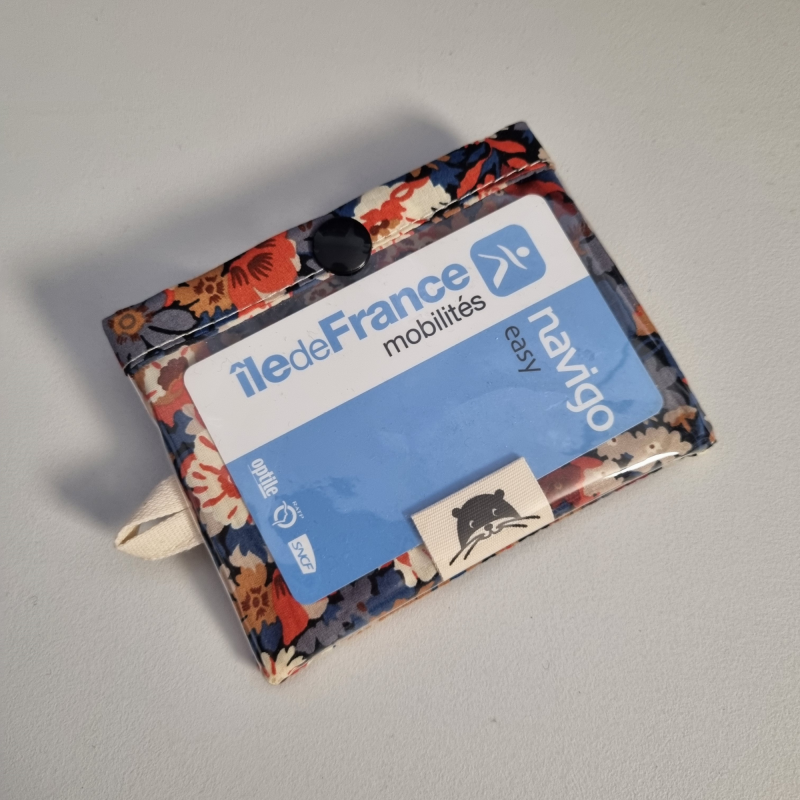 îledeFrance
mobilités
navigo
easy
optile
RATP
SNCF